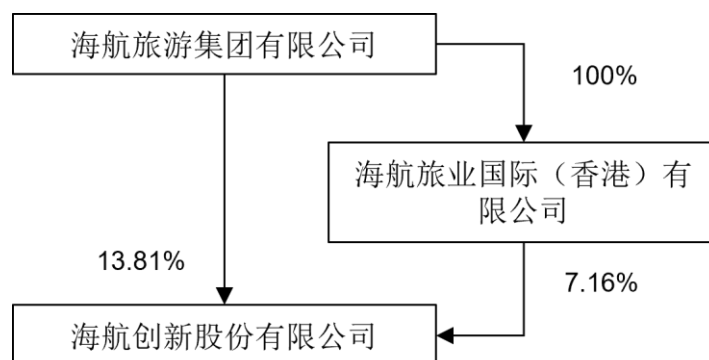 海航旅游集团有限公司
100%
海航旅业国际（香港）有
限公司
13.81%
7.16%
海航创新股份有限公司